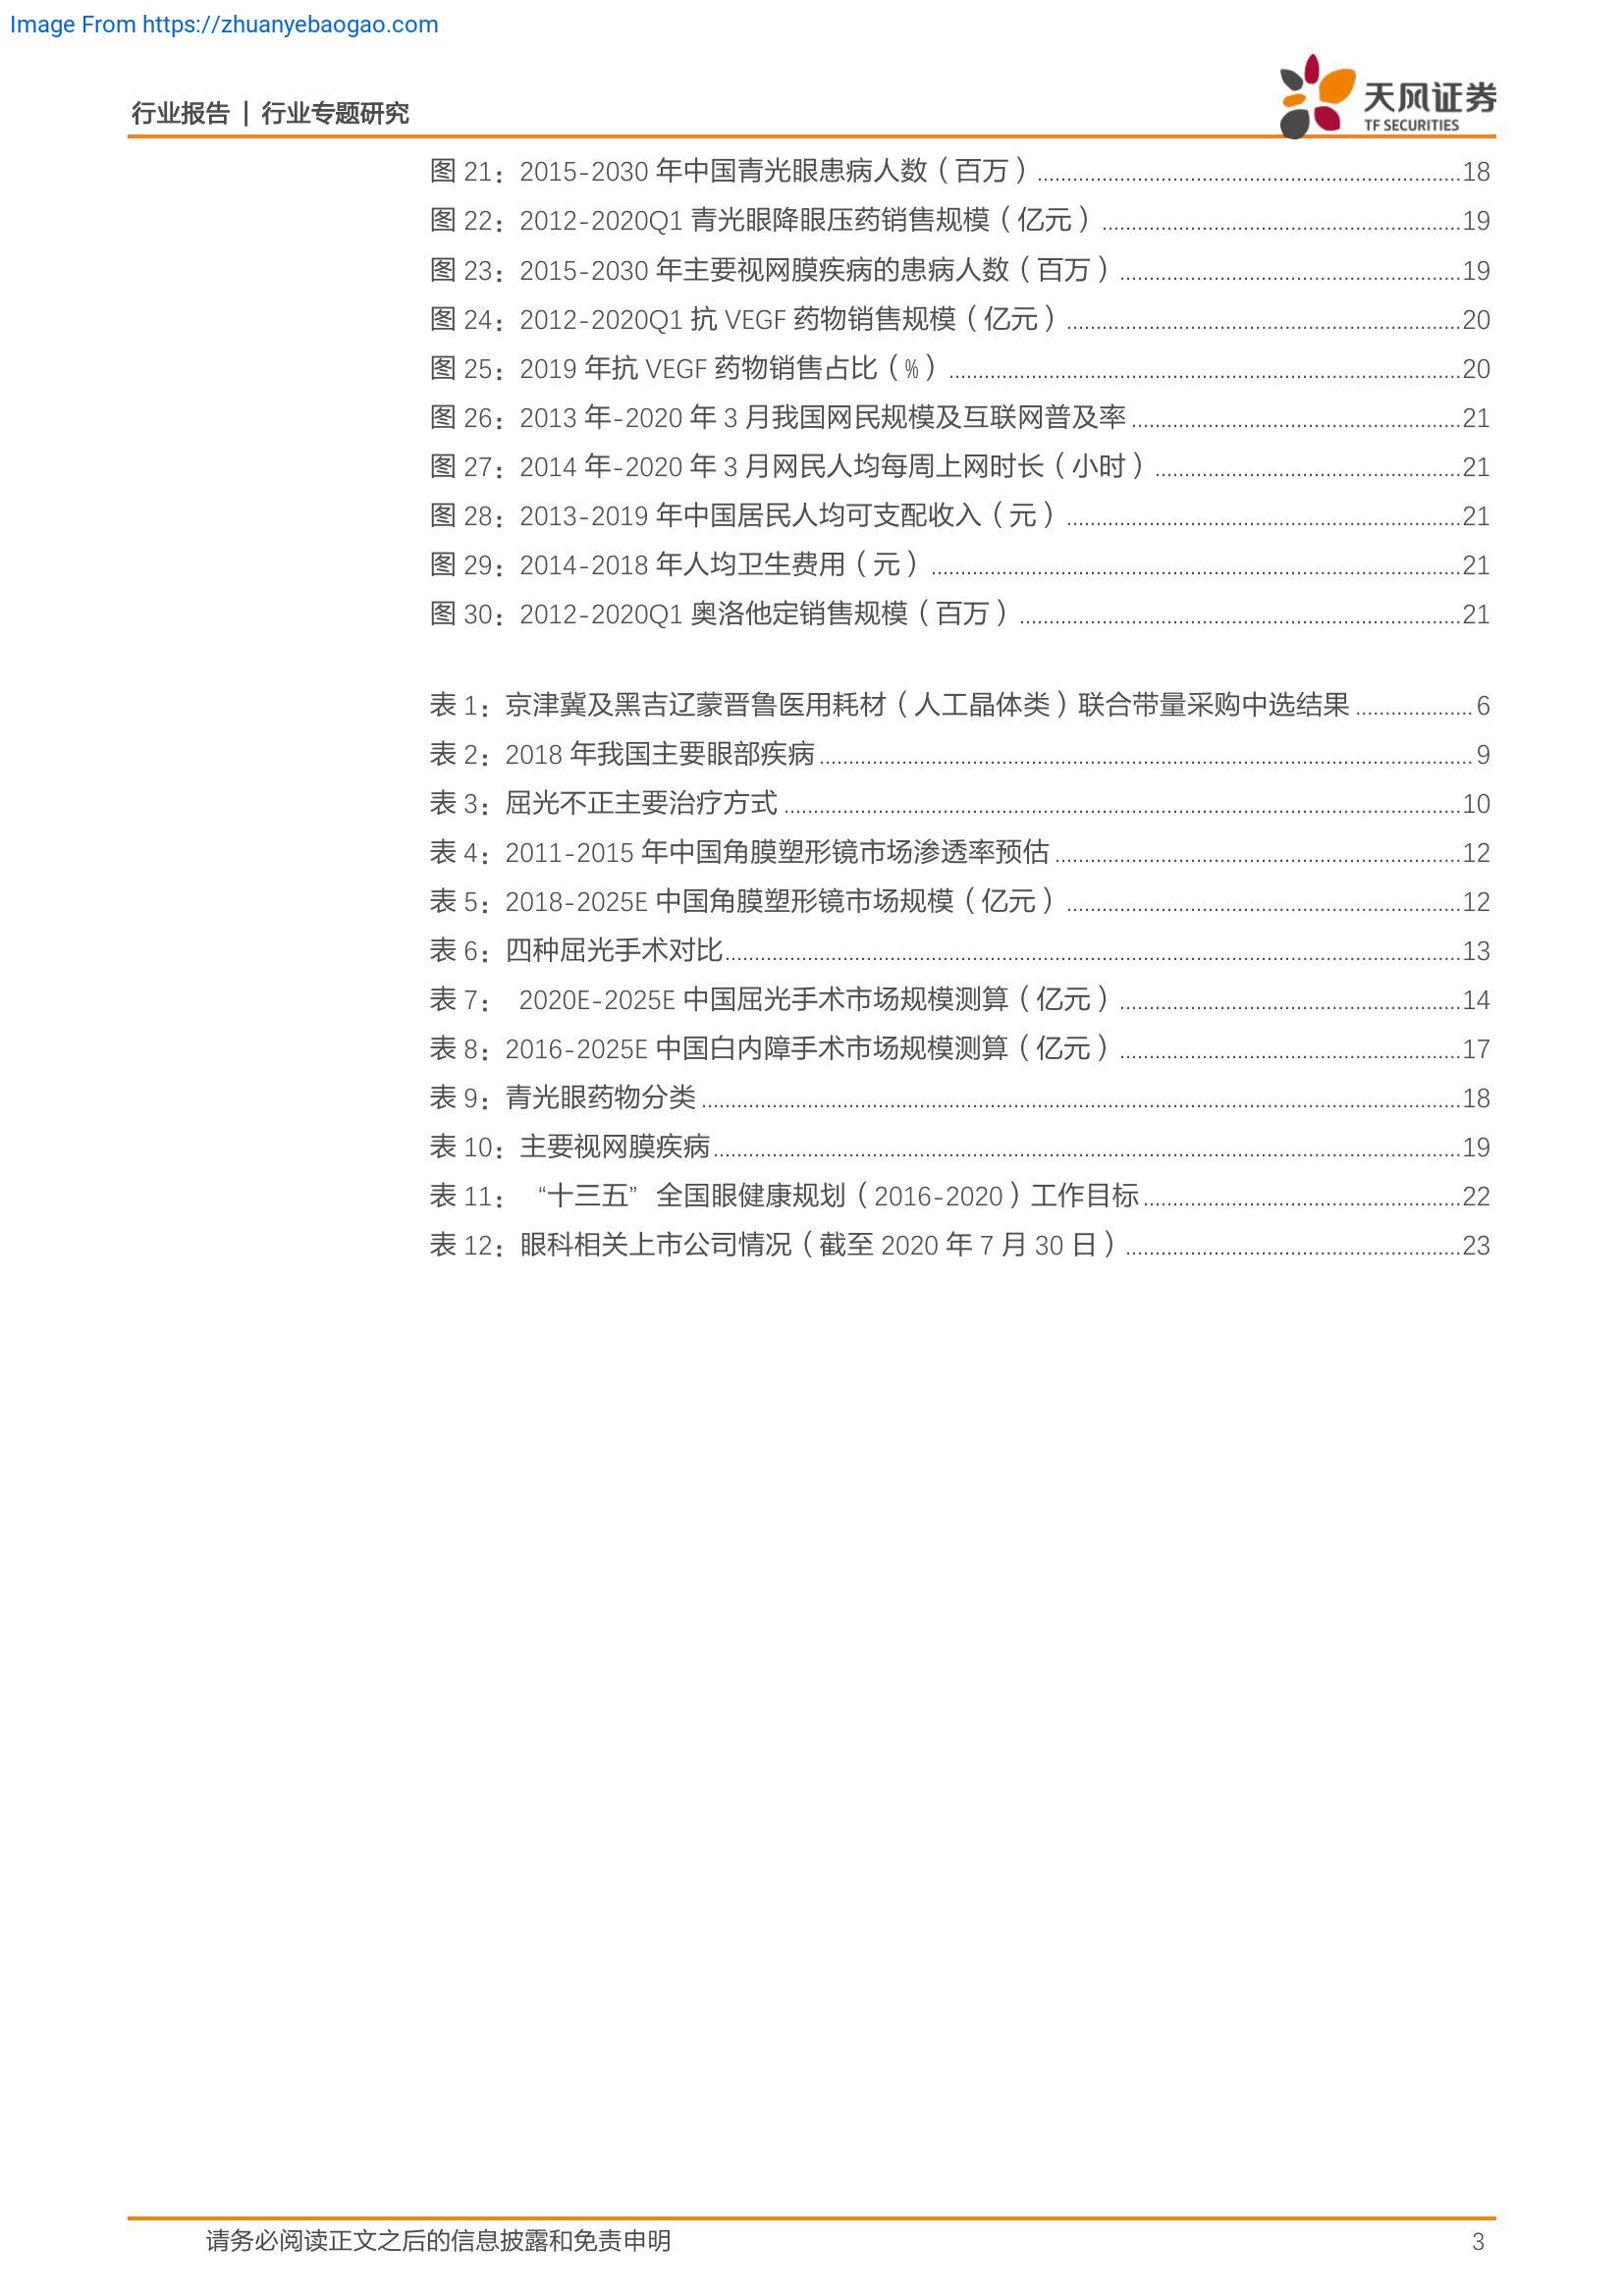 Image From https://zhuanyebaogao.com
行业报告 | 行业专题研究
天风证券
TF SECURITIES
图 21：2015-2030 年中国青光眼患病人数（百万）....................18
图 22：2012-2020Q1 青光眼降眼压药销售规模（亿元）....................19
图 23：2015-2030 年主要视网膜疾病的患病人数（百万）....................19
图 24：2012-2020Q1 抗 VEGF 药物销售规模（亿元）....................20
图 25：2019 年抗 VEGF 药物销售占比（%）....................20
图 26：2013 年-2020 年 3 月我国网民规模及互联网普及率....................21
图 27：2014 年-2020 年 3 月网民人均每周上网时长（小时）....................21
图 28：2013-2019 年中国居民人均可支配收入（元）....................21
图 29：2014-2018 年人均卫生费用（元）....................21
图 30：2012-2020Q1 奥洛他定销售规模（百万）....................21
表 1：京津冀及黑吉辽蒙晋鲁医用耗材（人工晶体类）联合带量采购中选结果.................... 6
表 2：2018 年我国主要眼部疾病.................... 9
表 3：屈光不正主要治疗方式....................10
表 4：2011-2015 年中国角膜塑形镜市场渗透率预估....................12
表 5：2018-2025E 中国角膜塑形镜市场规模（亿元）....................12
表 6：四种屈光手术对比....................13
表 7： 2020E-2025E 中国屈光手术市场规模测算（亿元）....................14
表 8：2016-2025E 中国白内障手术市场规模测算（亿元）....................17
表 9：青光眼药物分类....................18
表 10：主要视网膜疾病....................19
表 11： “十三五” 全国眼健康规划（2016-2020）工作目标....................22
表 12：眼科相关上市公司情况（截至 2020 年 7 月 30 日）....................23
请务必阅读正文之后的信息披露和免责申明 3